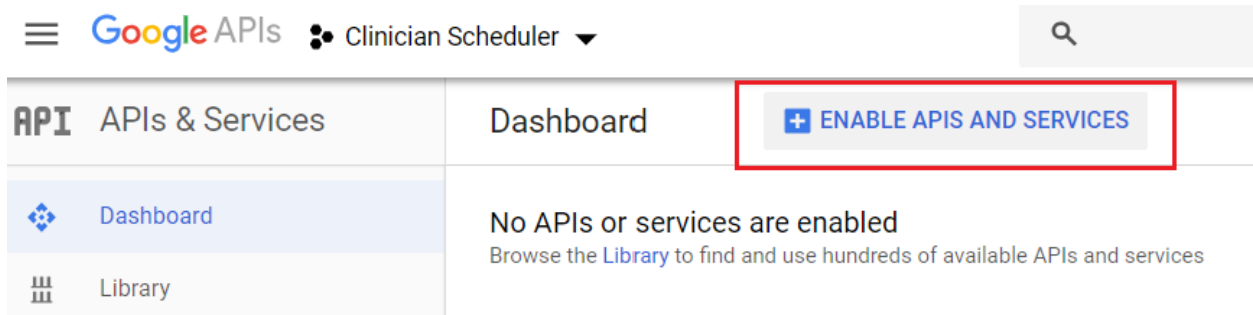 Google APIs Clinician Scheduler
API APIs & Services
Dashboard ENABLE APIS AND SERVICES
Dashboard
No APIs or services are enabled
Browse the Library to find and use hundreds of available APIs and services
Library